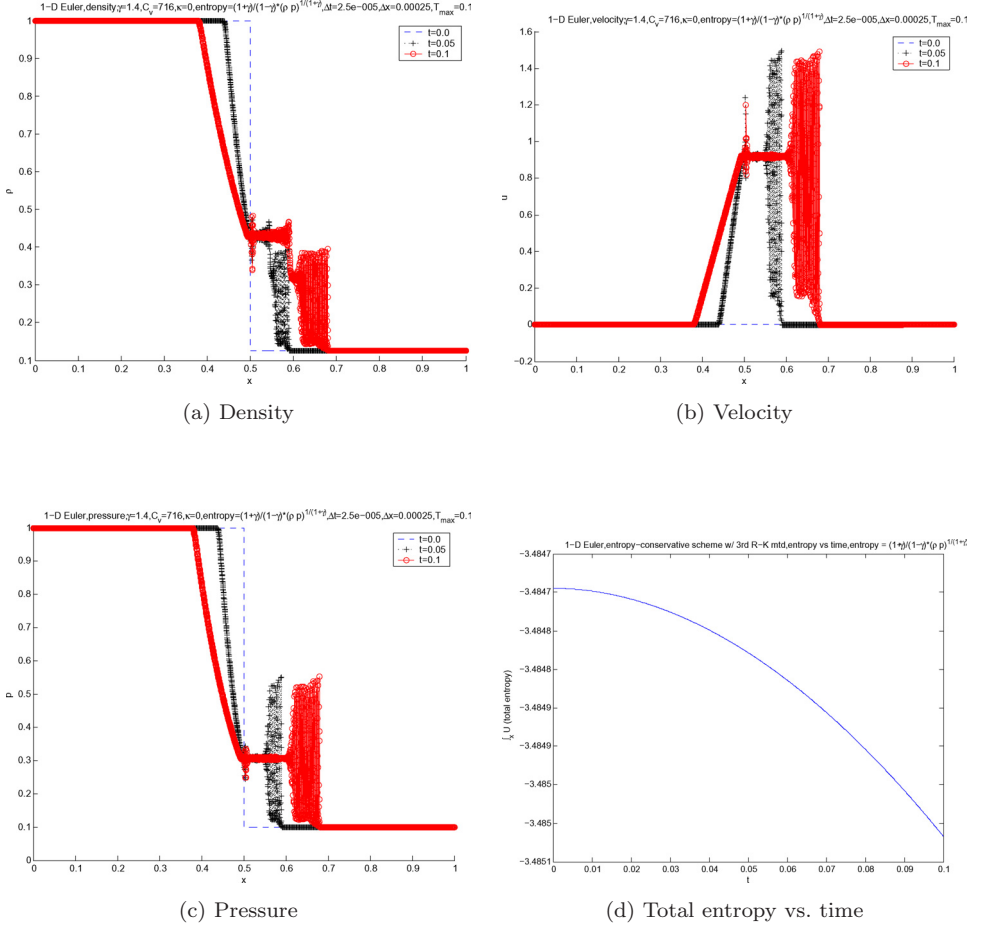 1-D Euler,density;γ=1.4,C_v=716,κ=0,entropy=(1+γ)/(1-γ)*(ρ p)^{1/(1+γ)},Δt=2.5e-005,Δx=0.00025,T_max=0.1
1
0.9
0.8
0.7
0.6
0.5
0.4
0.3
0.2
0.1
ρ
t=0.0
t=0.05
t=0.1
0 0.1 0.2 0.3 0.4 0.5 0.6 0.7 0.8 0.9 1
x
(a) Density
1-D Euler,velocity;γ=1.4,C_v=716,κ=0,entropy=(1+γ)/(1-γ)*(ρ p)^{1/(1+γ)},Δt=2.5e-005,Δx=0.00025,T_max=0.1
1.6
1.4
1.2
1
0.8
0.6
0.4
0.2
0
-0.2
u
t=0.0
t=0.05
t=0.1
0 0.1 0.2 0.3 0.4 0.5 0.6 0.7 0.8 0.9 1
x
(b) Velocity
1-D Euler,pressure;γ=1.4,C_v=716,κ=0,entropy=(1+γ)/(1-γ)*(ρ p)^{1/(1+γ)},Δt=2.5e-005,Δx=0.00025,T_max=0.1
1
0.9
0.8
0.7
0.6
0.5
0.4
0.3
0.2
0.1
0
p
t=0.0
t=0.05
t=0.1
0 0.1 0.2 0.3 0.4 0.5 0.6 0.7 0.8 0.9 1
x
(c) Pressure
1-D Euler,entropy-conservative scheme w/ 3rd R-K mtd,entropy vs time,entropy = (1+γ)/(1-γ)*(ρ p)^{1/(1+γ)}
-3.4847
-3.4847
-3.4848
-3.4848
-3.4849
-3.4849
-3.485
-3.485
-3.4851
∫_x U (total entropy)
0 0.01 0.02 0.03 0.04 0.05 0.06 0.07 0.08 0.09 0.1
t
(d) Total entropy vs. time